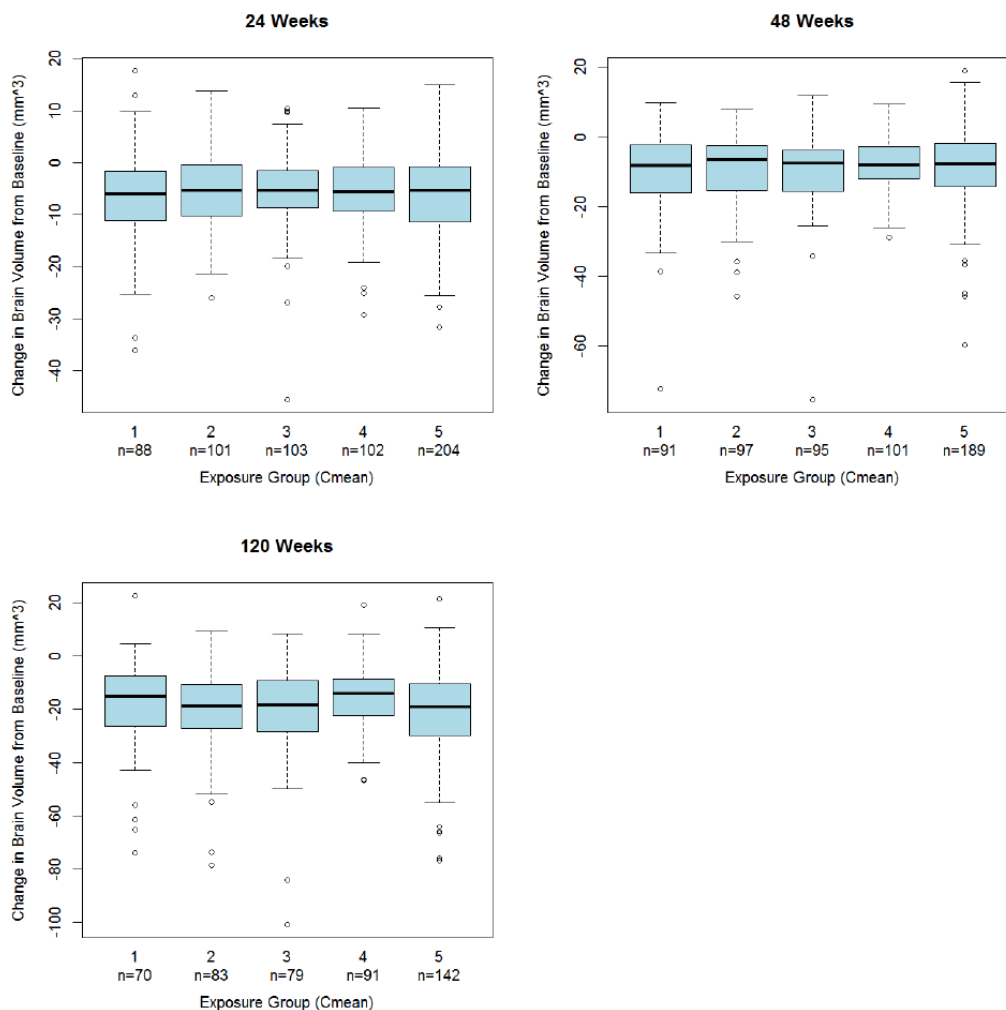 24 Weeks
Change in Brain Volume from Baseline (mm^3)
20
10
0
-10
-20
-30
-40
1 2 3 4 5
n=88 n=101 n=103 n=102 n=204
Exposure Group (Cmean)
48 Weeks
Change in Brain Volume from Baseline (mm^3)
20
0
-20
-40
-60
1 2 3 4 5
n=91 n=97 n=95 n=101 n=189
Exposure Group (Cmean)
120 Weeks
Change in Brain Volume from Baseline (mm^3)
20
0
-20
-40
-60
-80
-100
1 2 3 4 5
n=70 n=83 n=79 n=91 n=142
Exposure Group (Cmean)